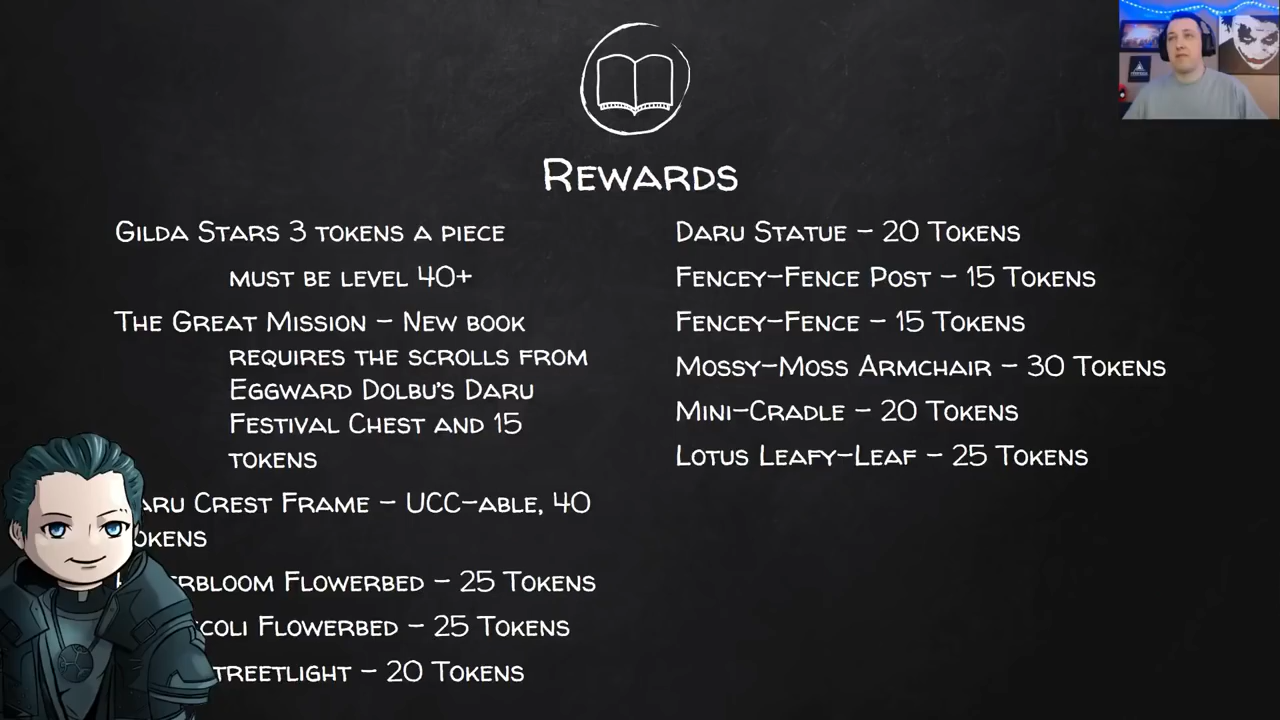 Rewards
Gilda Stars 3 tokens a piece
must be level 40+
The Great Mission – New book
requires the scrolls from
Eggward Dolbu's Daru
Festival Chest and 15
tokens
Crest Frame – UCC-able, 40
Flowerbed – 25 Tokens
Flowerbed – 25 Tokens
– 20 Tokens
Daru Statue – 20 Tokens
Fencey-Fence Post – 15 Tokens
Fencey-Fence – 15 Tokens
Mossy-Moss Armchair – 30 Tokens
Mini-Cradle – 20 Tokens
Lotus Leafy-Leaf – 25 Tokens